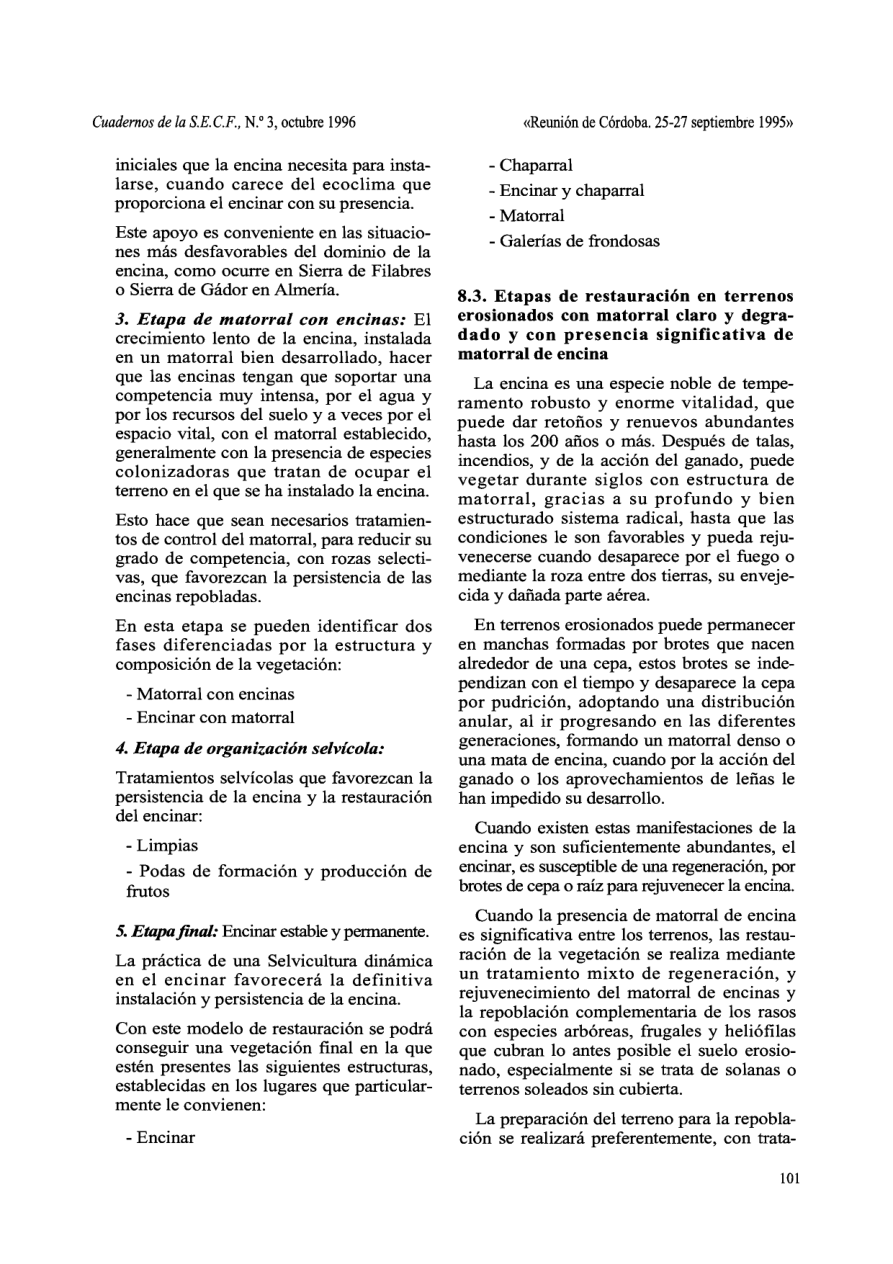 Cuadernos de la S.E.C.F., N.º 3, octubre 1996
«Reunión de Córdoba. 25-27 septiembre 1995»
iniciales que la encina necesita para insta-
larse, cuando carece del ecoclima que
proporciona el encinar con su presencia.
Este apoyo es conveniente en las situacio-
nes más desfavorables del dominio de la
encina, como ocurre en Sierra de Filabres
o Sierra de Gádor en Almería.
3. Etapa de matorral con encinas: El
crecimiento lento de la encina, instalada
en un matorral bien desarrollado, hacer
que las encinas tengan que soportar una
competencia muy intensa, por el agua y
por los recursos del suelo y a veces por el
espacio vital, con el matorral establecido,
generalmente con la presencia de especies
colonizadoras que tratan de ocupar el
terreno en el que se ha instalado la encina.
Esto hace que sean necesarios tratamien-
tos de control del matorral, para reducir su
grado de competencia, con rozas selecti-
vas, que favorezcan la persistencia de las
encinas repobladas.
En esta etapa se pueden identificar dos
fases diferenciadas por la estructura y
composición de la vegetación:
- Matorral con encinas
- Encinar con matorral
4. Etapa de organización selvícola:
Tratamientos selvícolas que favorezcan la
persistencia de la encina y la restauración
del encinar:
- Limpias
- Podas de formación y producción de
frutos
5. Etapa final: Encinar estable y permanente.
La práctica de una Selvicultura dinámica
en el encinar favorecerá la definitiva
instalación y persistencia de la encina.
Con este modelo de restauración se podrá
conseguir una vegetación final en la que
estén presentes las siguientes estructuras,
establecidas en los lugares que particular-
mente le convienen:
- Encinar
- Chaparral
- Encinar y chaparral
- Matorral
- Galerías de frondosas
8.3. Etapas de restauración en terrenos
erosionados con matorral claro y degra-
dado y con presencia significativa de
matorral de encina
La encina es una especie noble de tempe-
ramento robusto y enorme vitalidad, que
puede dar retoños y renuevos abundantes
hasta los 200 años o más. Después de talas,
incendios, y de la acción del ganado, puede
vegetar durante siglos con estructura de
matorral, gracias a su profundo y bien
estructurado sistema radical, hasta que las
condiciones le son favorables y pueda reju-
venecerse cuando desaparece por el fuego o
mediante la roza entre dos tierras, su enveje-
cida y dañada parte aérea.
En terrenos erosionados puede permanecer
en manchas formadas por brotes que nacen
alrededor de una cepa, estos brotes se inde-
pendizan con el tiempo y desaparece la cepa
por pudrición, adoptando una distribución
anular, al ir progresando en las diferentes
generaciones, formando un matorral denso o
una mata de encina, cuando por la acción del
ganado o los aprovechamientos de leñas le
han impedido su desarrollo.
Cuando existen estas manifestaciones de la
encina y son suficientemente abundantes, el
encinar, es susceptible de una regeneración, por
brotes de cepa o raíz para rejuvenecer la encina.
Cuando la presencia de matorral de encina
es significativa entre los terrenos, las restau-
ración de la vegetación se realiza mediante
un tratamiento mixto de regeneración, y
rejuvenecimiento del matorral de encinas y
la repoblación complementaria de los rasos
con especies arbóreas, frugales y heliófilas
que cubran lo antes posible el suelo erosio-
nado, especialmente si se trata de solanas o
terrenos soleados sin cubierta.
La preparación del terreno para la repobla-
ción se realizará preferentemente, con trata-
101